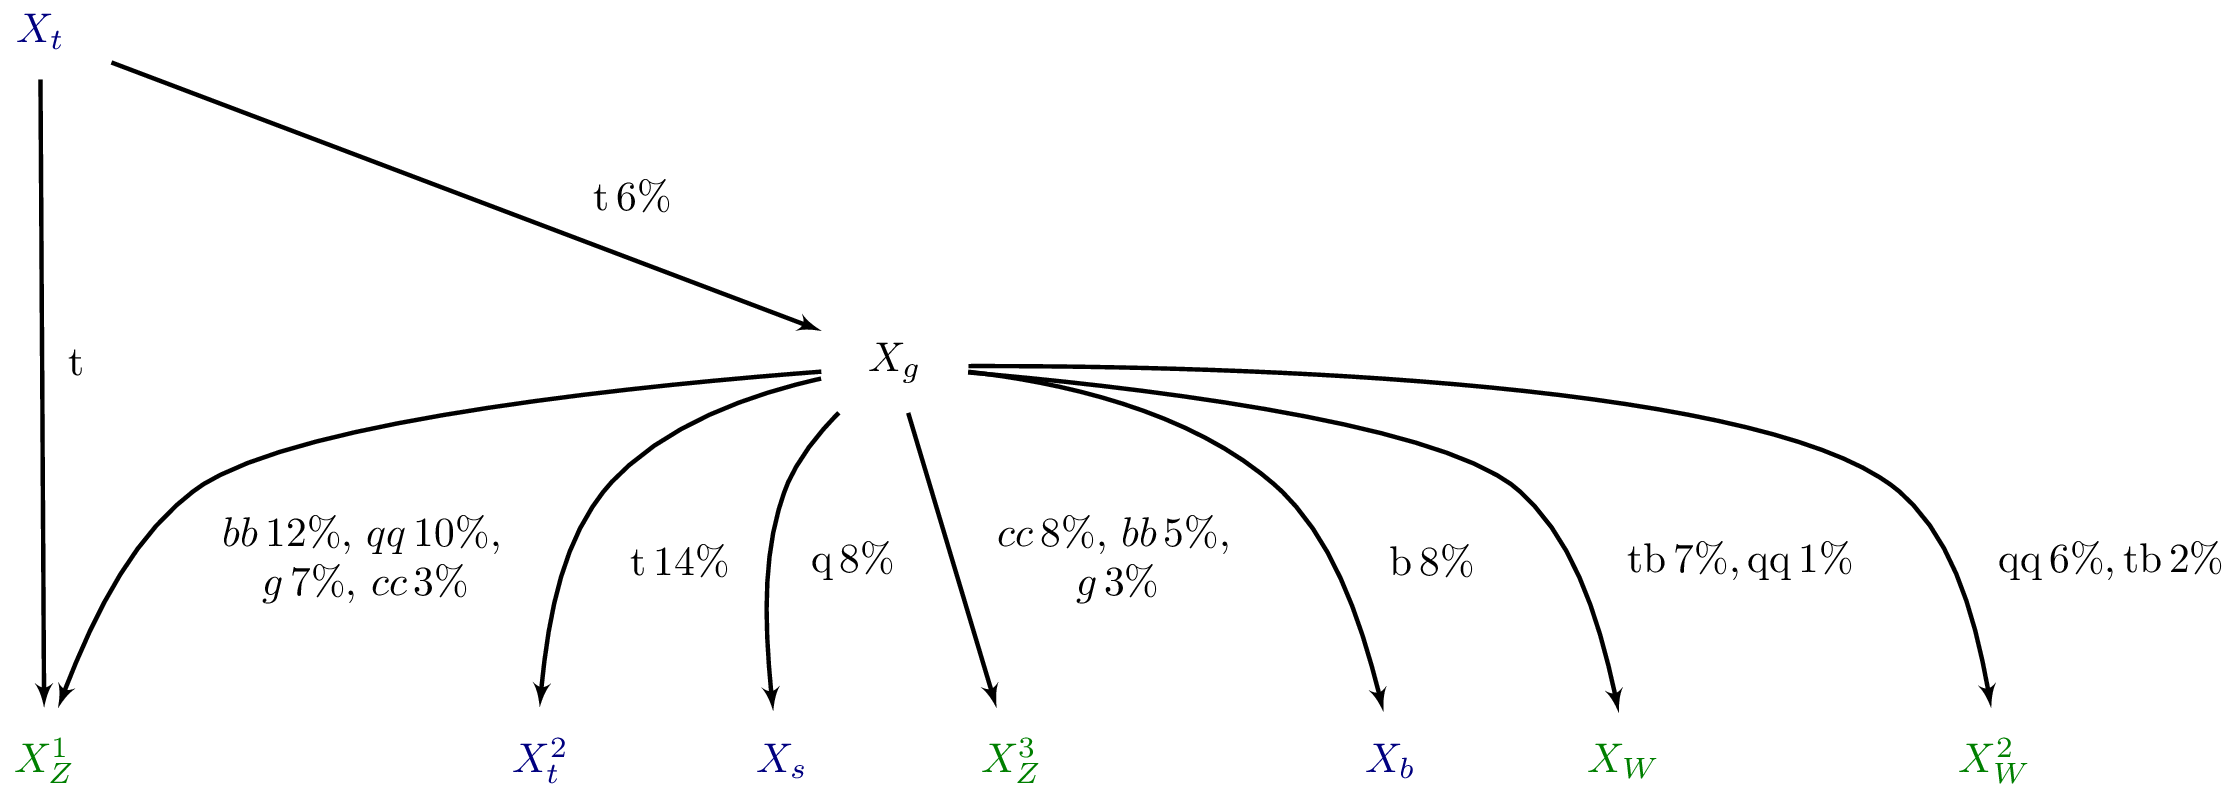 X_t
t 6%
t
X_g
bb 12%, qq 10%,
g 7%, cc 3%
t 14%
q 8%
cc 8%, bb 5%,
g 3%
b 8%
tb 7%, qq 1%
qq 6%, tb 2%
X_Z^1
X_t^2
X_s
X_Z^3
X_b
X_W
X_W^2